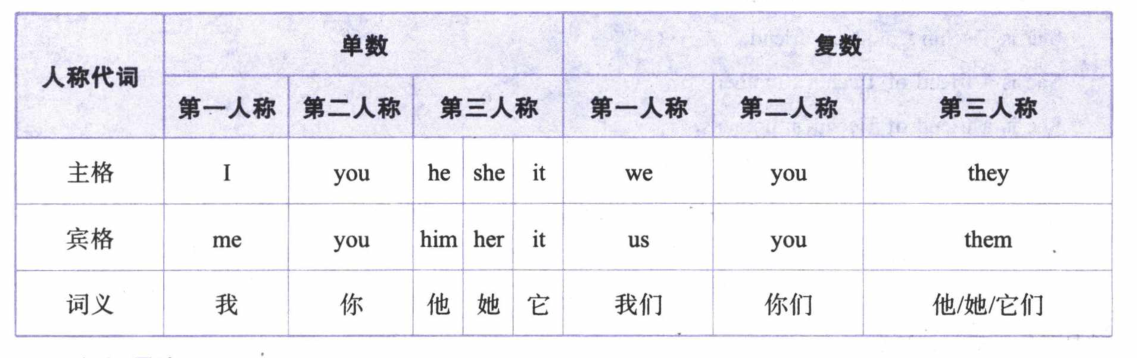 人称代词 单数 复数
第一人称 第二人称 第三人称 第一人称 第二人称 第三人称
主格 I you he she it we you they
宾格 me you him her it us you them
词义 我 你 他 她 它 我们 你们 他/她/它们